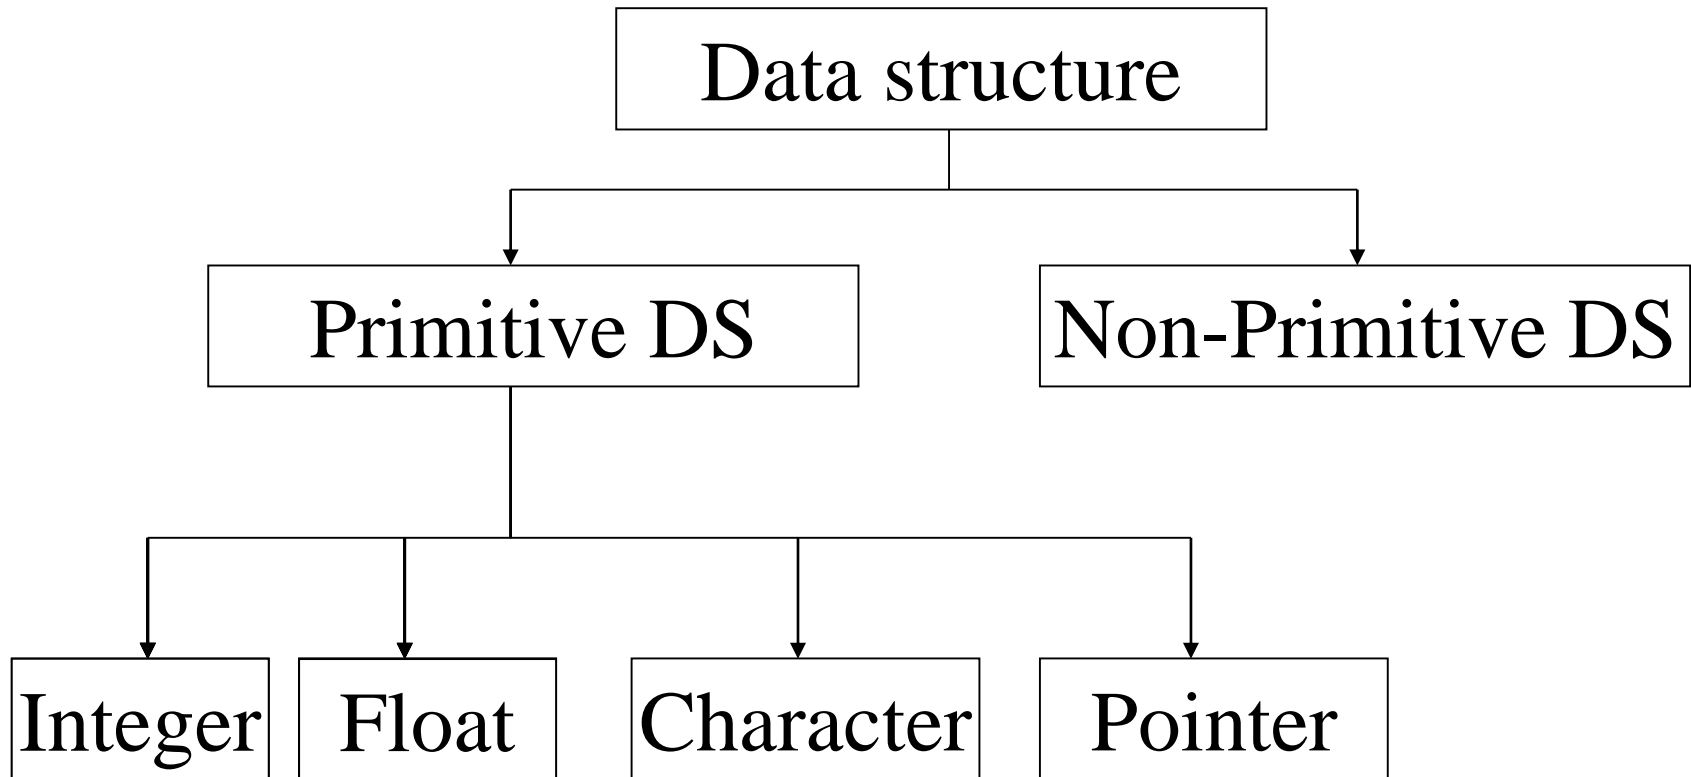 Data structure
Primitive DS
Non-Primitive DS
Integer
Float
Character
Pointer